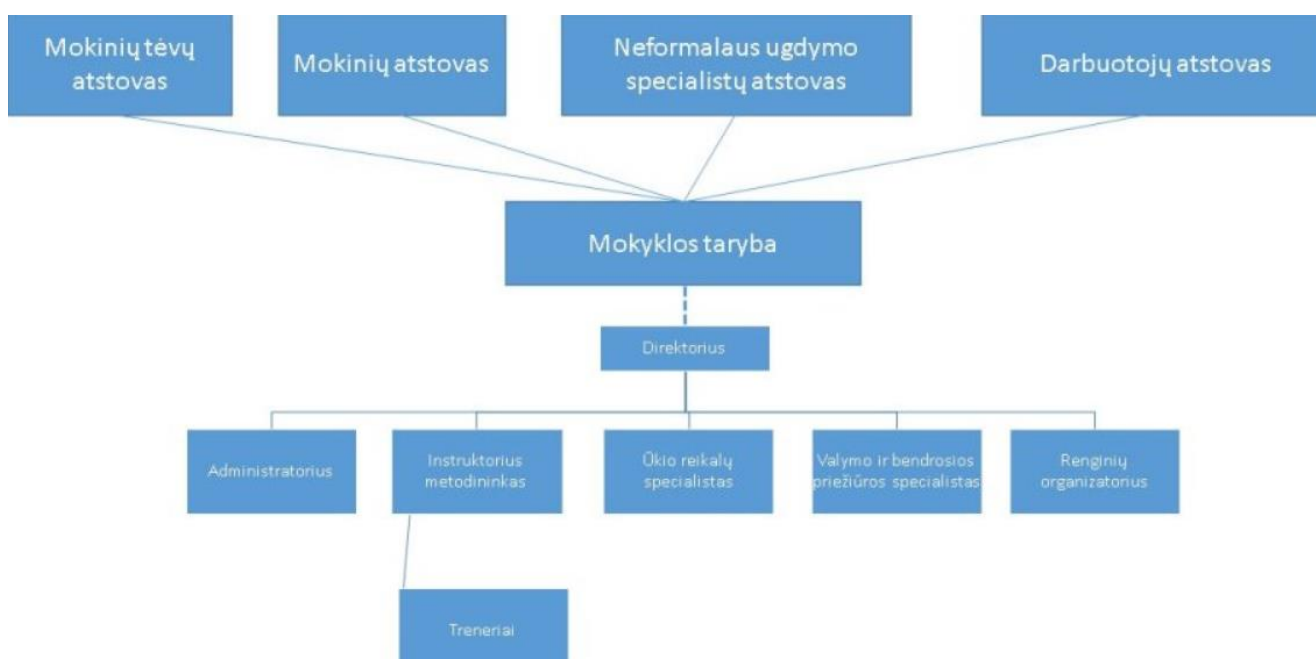 Mokinių tėvų
atstovas
Mokinių atstovas
Neformalaus ugdymo
specialistų atstovas
Darbuotojų atstovas
Mokyklos taryba
Direktorius
Administratorius
Instruktorius
metodininkas
Ūkio reikalų
specialistas
Valymo ir bendrosios
priežiūros specialistas
Renginių
organizatorius
Treneriai